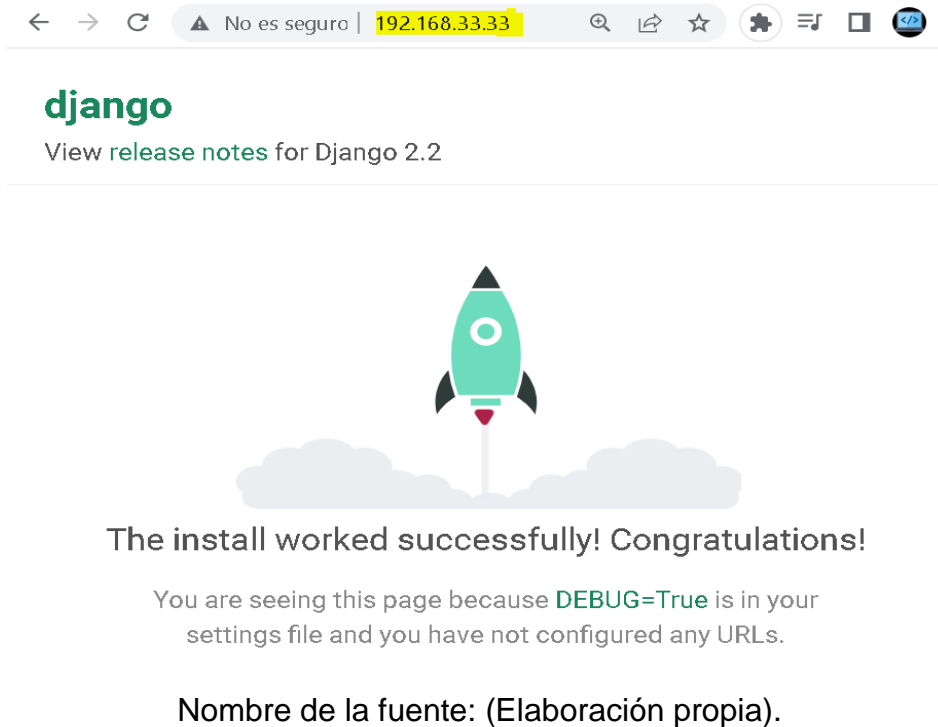 No es seguro | 192.168.33.33
django
View release notes for Django 2.2
The install worked successfully! Congratulations!
You are seeing this page because DEBUG=True is in your
settings file and you have not configured any URLs.
Nombre de la fuente: (Elaboración propia).